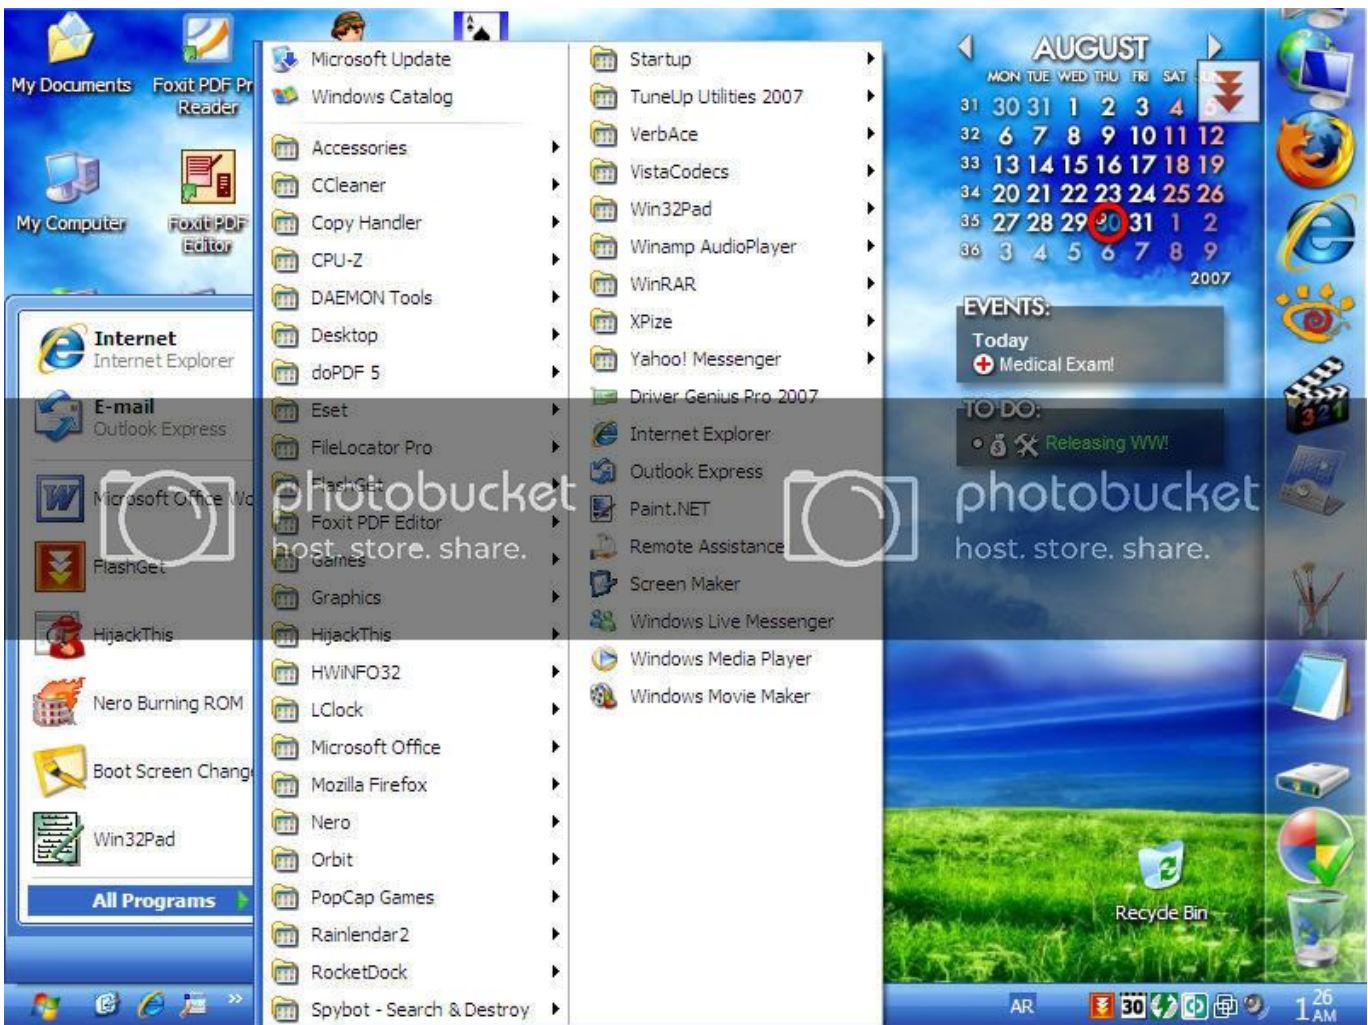 My Documents
Foxit PDF Pr
Reader
My Computer
Foxit PDF
Editor
Internet
Internet Explorer
E-mail
Outlook Express
Microsoft Office Wo
FlashGet
HijackThis
Nero Burning ROM
Boot Screen Chang
Win32Pad
All Programs
Microsoft Update
Windows Catalog
Accessories
CCleaner
Copy Handler
CPU-Z
DAEMON Tools
Desktop
doPDF 5
Eset
FileLocator Pro
FlashGet
Foxit PDF Editor
Games
Graphics
HijackThis
HWiNFO32
LClock
Microsoft Office
Mozilla Firefox
Nero
Orbit
PopCap Games
Rainlendar2
RocketDock
Spybot - Search & Destroy
Startup
TuneUp Utilities 2007
VerbAce
VistaCodecs
Win32Pad
Winamp AudioPlayer
WinRAR
XPize
Yahoo! Messenger
Driver Genius Pro 2007
Internet Explorer
Outlook Express
Paint.NET
Remote Assistance
Screen Maker
Windows Live Messenger
Windows Media Player
Windows Movie Maker
photobucket
host. store. share.
photobucket
host. store. share.
AUGUST
MON TUE WED THU FRI SAT
31 30 31 1 2 3 4 5
32 6 7 8 9 10 11 12
33 13 14 15 16 17 18 19
34 20 21 22 23 24 25 26
35 27 28 29 30 31 1 2
36 3 4 5 6 7 8 9
2007
EVENTS:
Today
Medical Exam!
TO DO:
Releasing WW!
3 2 1
Recycle Bin
»
AR
30
1 26
AM